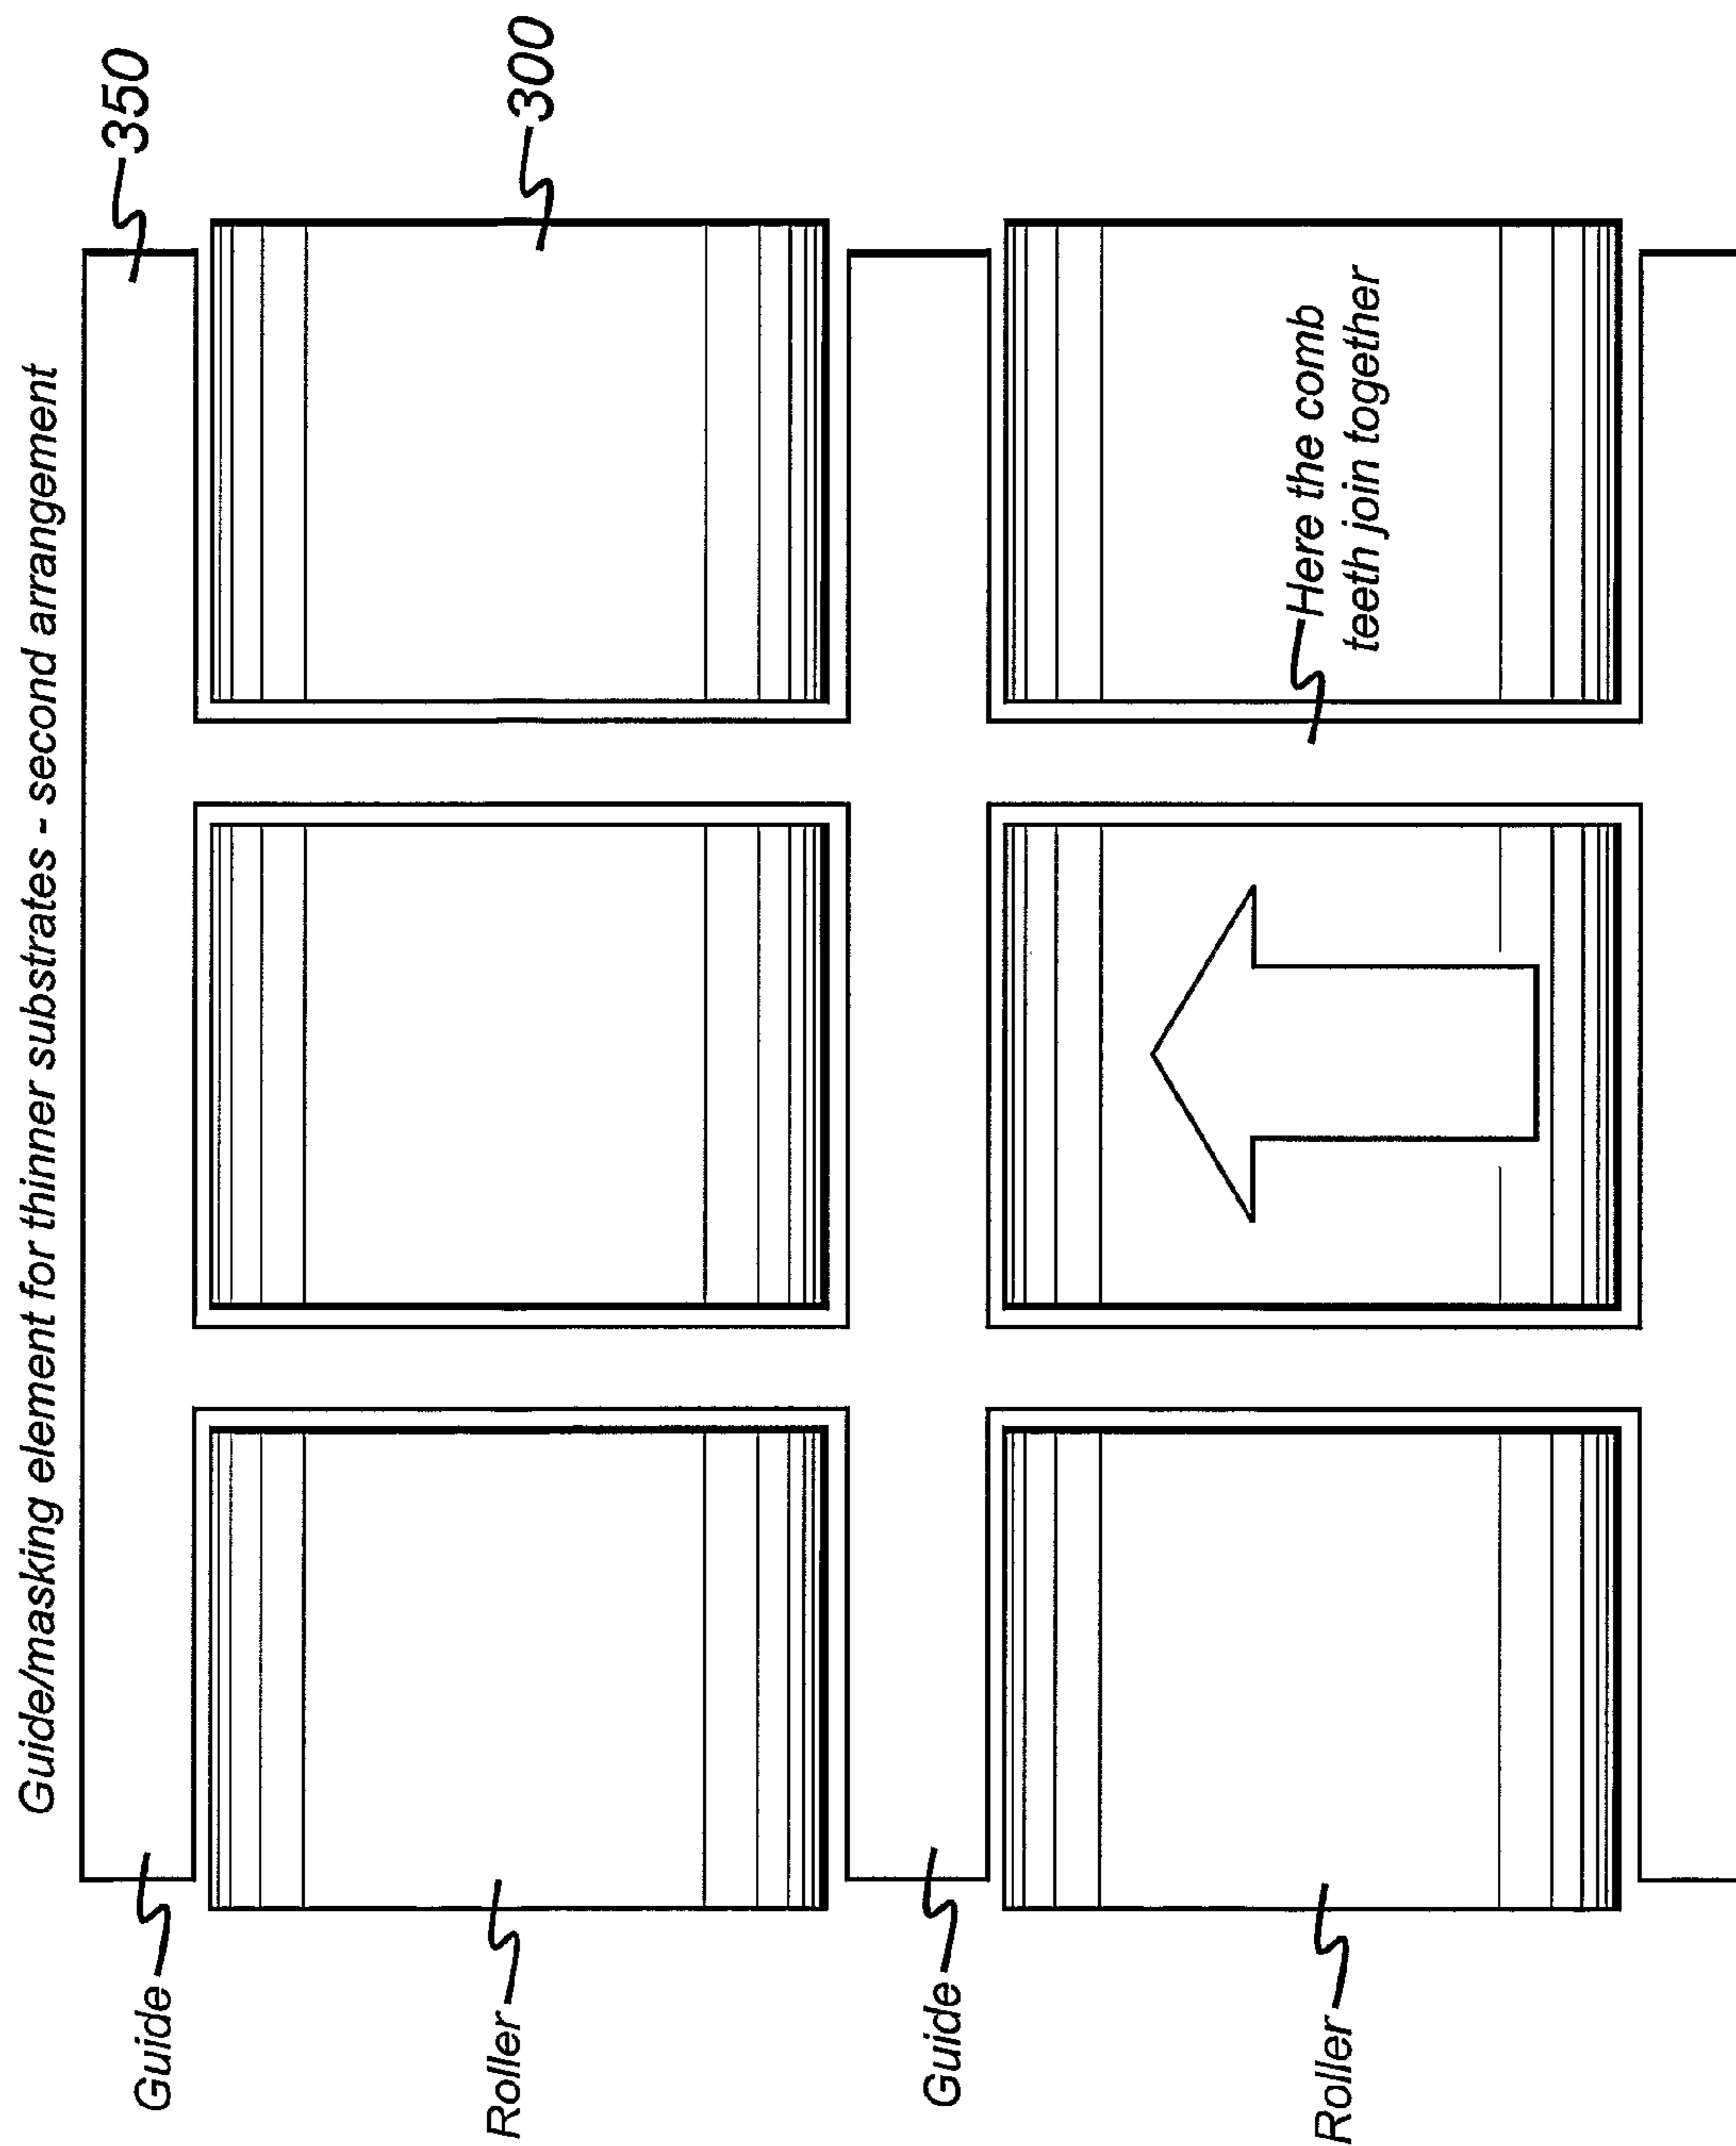 Guide/masking element for thinner substrates - second arrangement
350
300
Here the comb
teeth join together
Guide
Roller
Guide
Roller